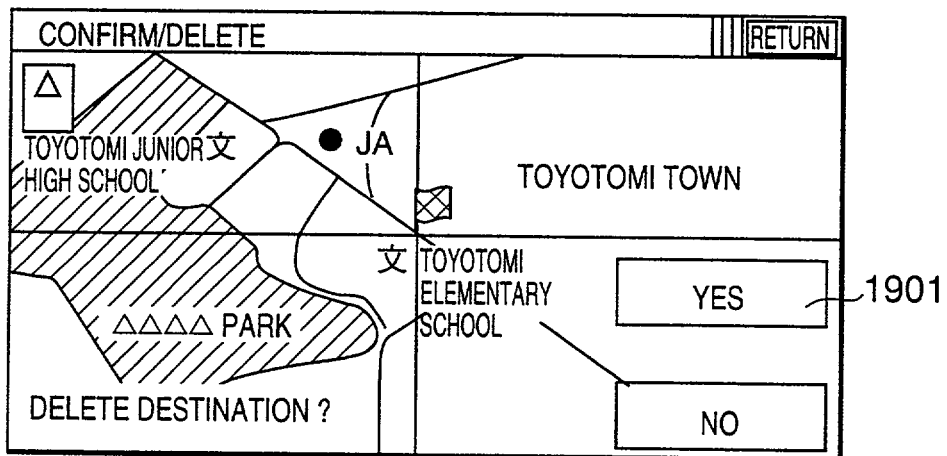 CONFIRM/DELETE
RETURN
△
TOYOTOMI JUNIOR 文
HIGH SCHOOL
JA
TOYOTOMI TOWN
文 TOYOTOMI
ELEMENTARY
SCHOOL
YES
1901
△△△△ PARK
DELETE DESTINATION ?
NO